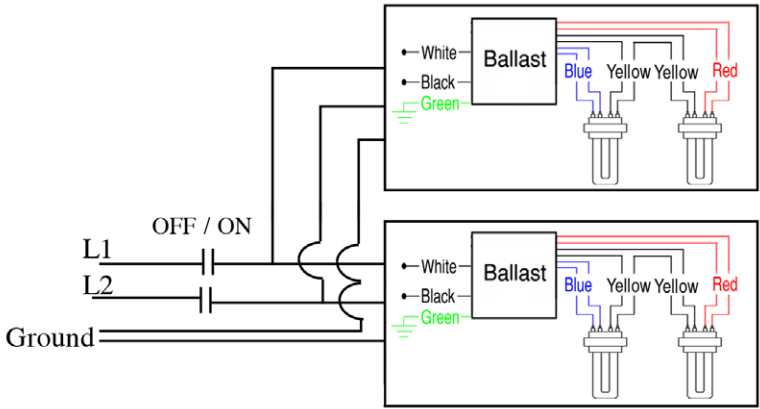 White
Ballast
Black
Green
Blue
Yellow Yellow
Red
OFF / ON
L1
L2
Ground
White
Ballast
Black
Green
Blue
Yellow Yellow
Red